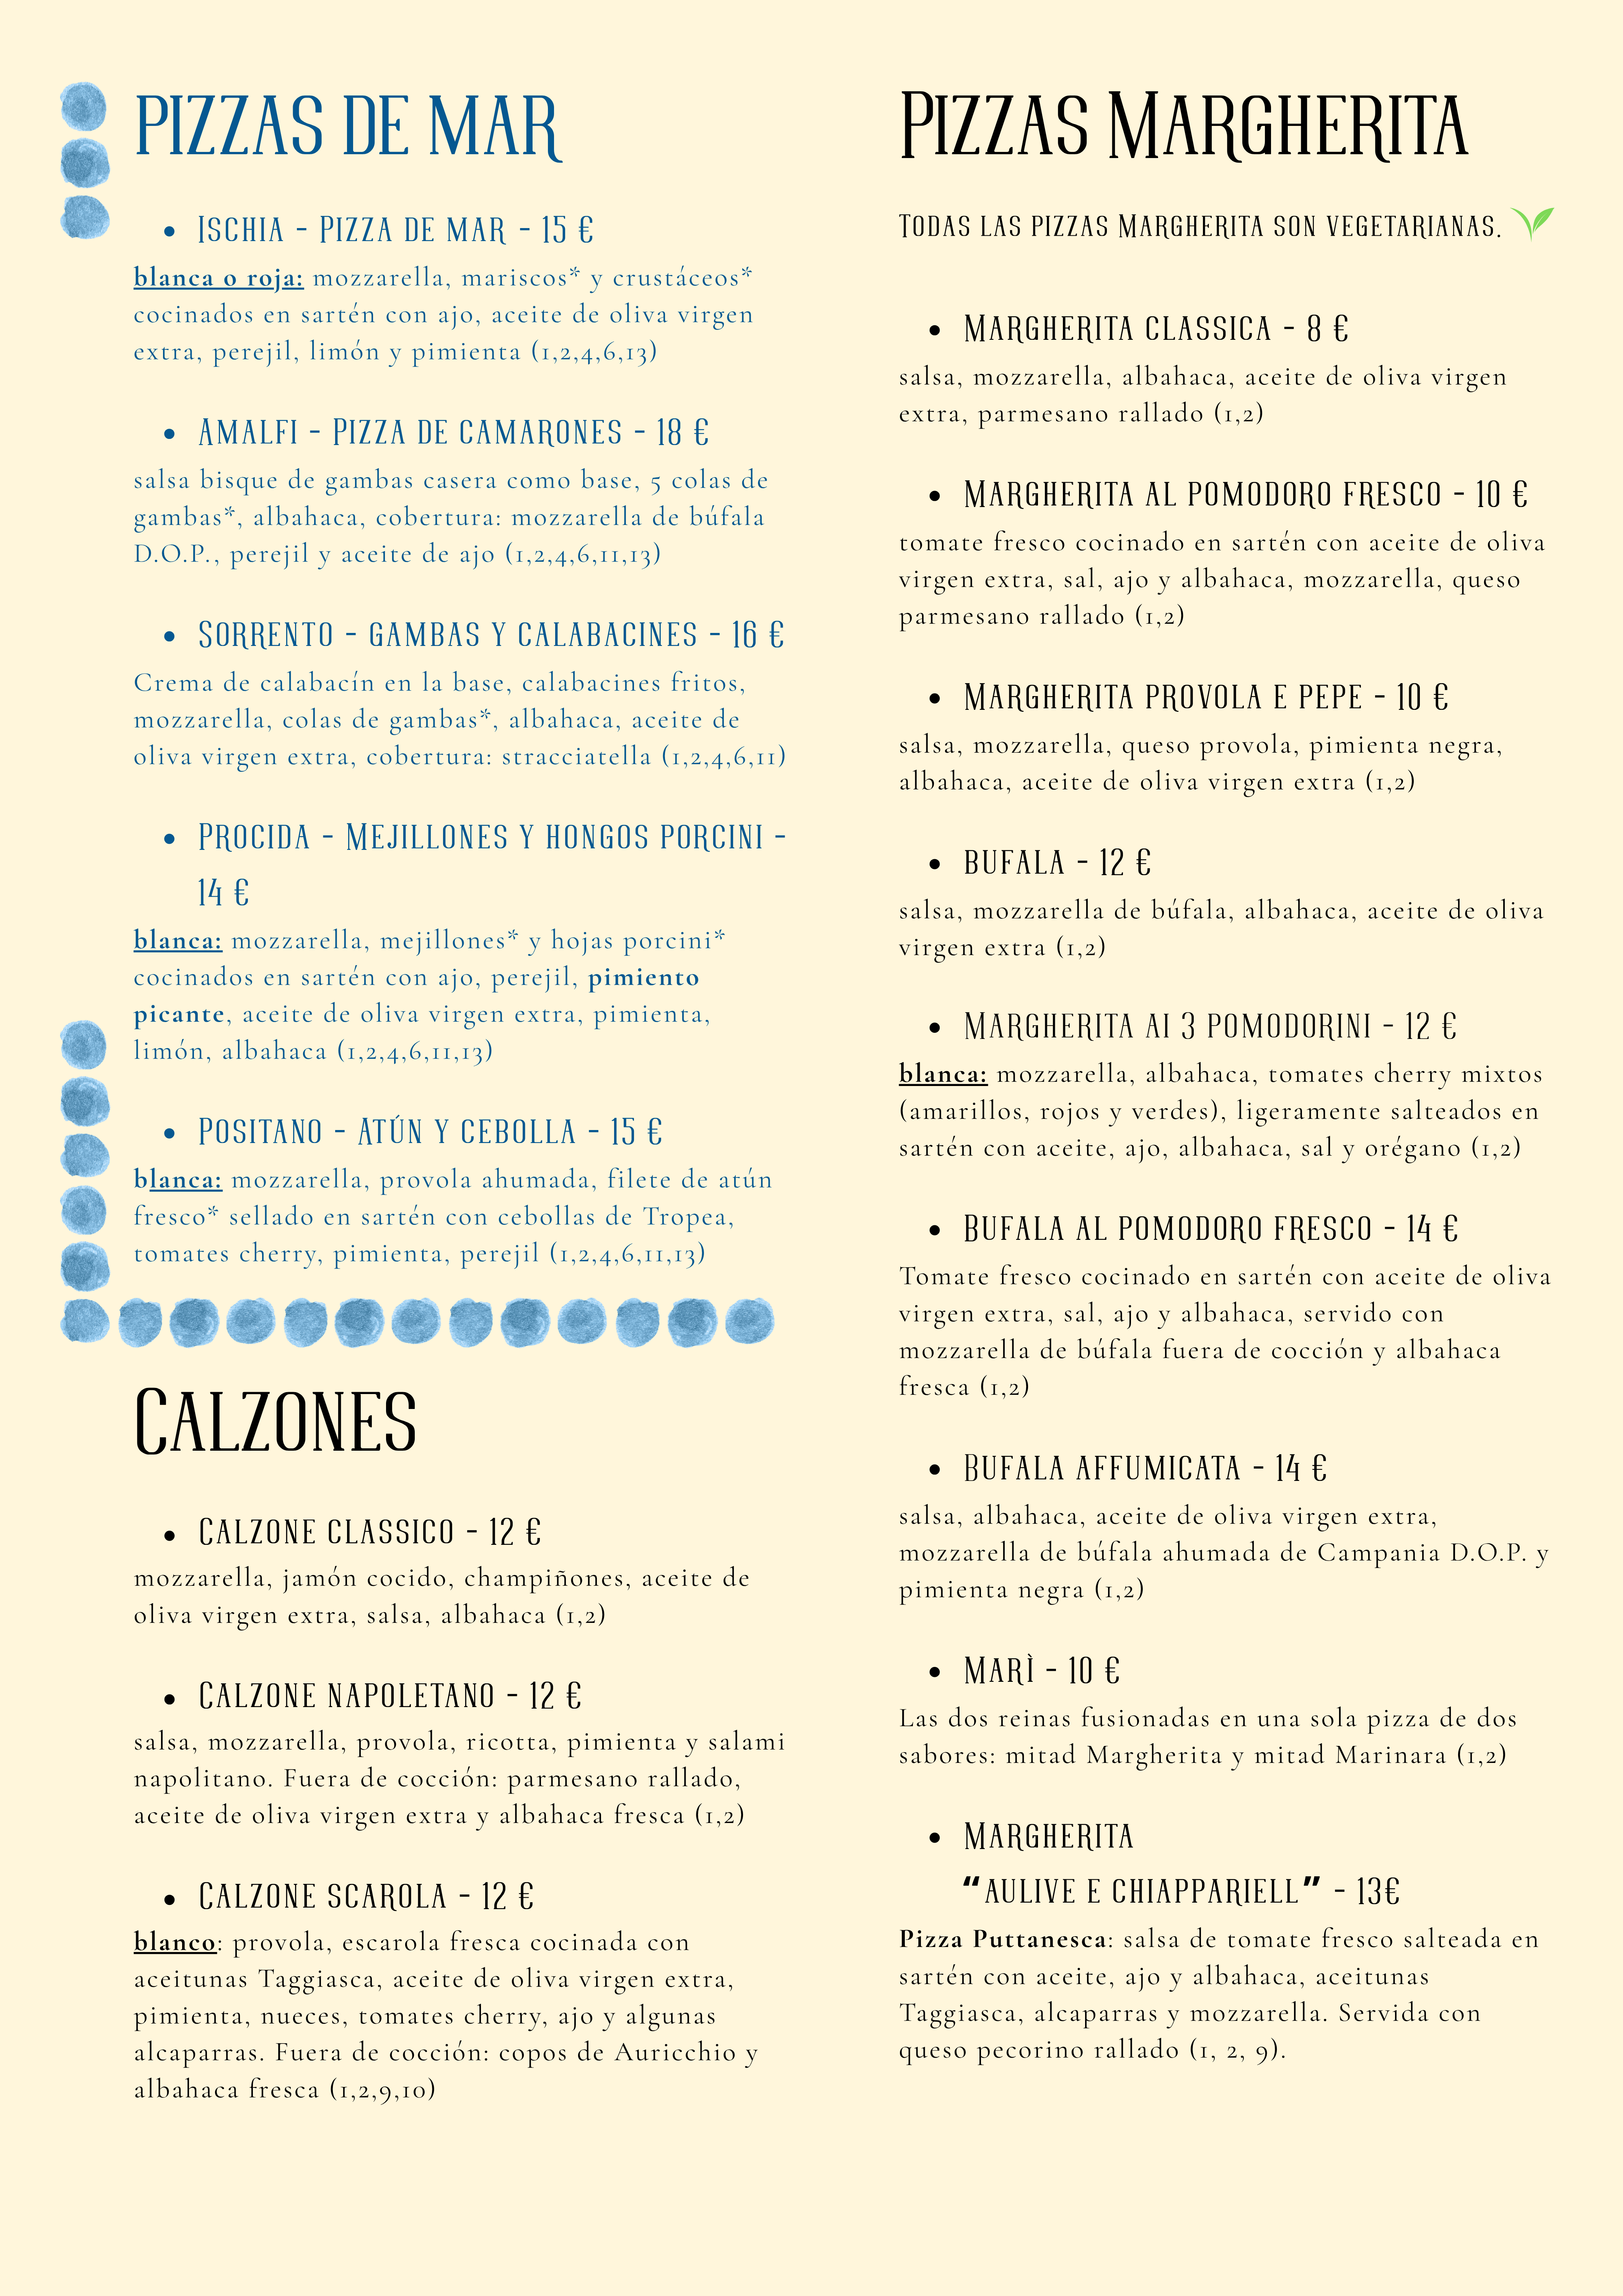 PIZZAS DE MAR
• Ischia - Pizza de mar - 15 €
blanca o roja: mozzarella, mariscos* y crustáceos*
cocinados en sartén con ajo, aceite de oliva virgen
extra, perejil, limón y pimienta (1,2,4,6,13)
• Amalfi - Pizza de camarones - 18 €
salsa bisque de gambas casera como base, 5 colas de
gambas*, albahaca, cobertura: mozzarella de búfala
D.O.P., perejil y aceite de ajo (1,2,4,6,11,13)
• Sorrento - gambas y calabacines - 16 €
Crema de calabacín en la base, calabacines fritos,
mozzarella, colas de gambas*, albahaca, aceite de
oliva virgen extra, cobertura: stracciatella (1,2,4,6,11)
• Procida - Mejillones y hongos porcini -
14 €
blanca: mozzarella, mejillones* y hojas porcini*
cocinados en sartén con ajo, perejil, pimiento
picante, aceite de oliva virgen extra, pimienta,
limón, albahaca (1,2,4,6,11,13)
• Positano - Atún y cebolla - 15 €
blanca: mozzarella, provola ahumada, filete de atún
fresco* sellado en sartén con cebollas de Tropea,
tomates cherry, pimienta, perejil (1,2,4,6,11,13)
Calzones
• Calzone classico - 12 €
mozzarella, jamón cocido, champiñones, aceite de
oliva virgen extra, salsa, albahaca (1,2)
• Calzone napoletano - 12 €
salsa, mozzarella, provola, ricotta, pimienta y salami
napolitano. Fuera de cocción: parmesano rallado,
aceite de oliva virgen extra y albahaca fresca (1,2)
• Calzone scarola - 12 €
blanco: provola, escarola fresca cocinada con
aceitunas Taggiasca, aceite de oliva virgen extra,
pimienta, nueces, tomates cherry, ajo y algunas
alcaparras. Fuera de cocción: copos de Auricchio y
albahaca fresca (1,2,9,10)
Pizzas Margherita
Todas las pizzas Margherita son vegetarianas.
• Margherita classica - 8 €
salsa, mozzarella, albahaca, aceite de oliva virgen
extra, parmesano rallado (1,2)
• Margherita al pomodoro fresco - 10 €
tomate fresco cocinado en sartén con aceite de oliva
virgen extra, sal, ajo y albahaca, mozzarella, queso
parmesano rallado (1,2)
• Margherita provola e pepe - 10 €
salsa, mozzarella, queso provola, pimienta negra,
albahaca, aceite de oliva virgen extra (1,2)
• bufala - 12 €
salsa, mozzarella de búfala, albahaca, aceite de oliva
virgen extra (1,2)
• Margherita ai 3 pomodorini - 12 €
blanca: mozzarella, albahaca, tomates cherry mixtos
(amarillos, rojos y verdes), ligeramente salteados en
sartén con aceite, ajo, albahaca, sal y orégano (1,2)
• Bufala al pomodoro fresco - 14 €
Tomate fresco cocinado en sartén con aceite de oliva
virgen extra, sal, ajo y albahaca, servido con
mozzarella de búfala fuera de cocción y albahaca
fresca (1,2)
• Bufala affumicata - 14 €
salsa, albahaca, aceite de oliva virgen extra,
mozzarella de búfala ahumada de Campania D.O.P. y
pimienta negra (1,2)
• Marì - 10 €
Las dos reinas fusionadas en una sola pizza de dos
sabores: mitad Margherita y mitad Marinara (1,2)
• Margherita
“aulive e chiappariell” - 13€
Pizza Puttanesca: salsa de tomate fresco salteada en
sartén con aceite, ajo y albahaca, aceitunas
Taggiasca, alcaparras y mozzarella. Servida con
queso pecorino rallado (1, 2, 9).